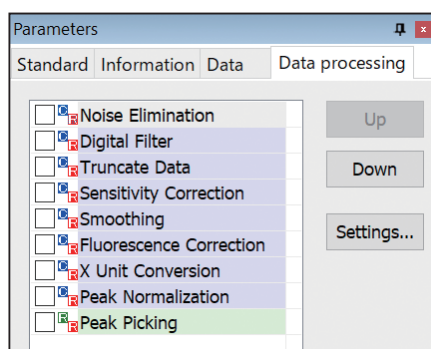 Parameters
Standard Information Data Data processing
Noise Elimination
Digital Filter
Truncate Data
Sensitivity Correction
Smoothing
Fluorescence Correction
X Unit Conversion
Peak Normalization
Peak Picking
Up
Down
Settings...